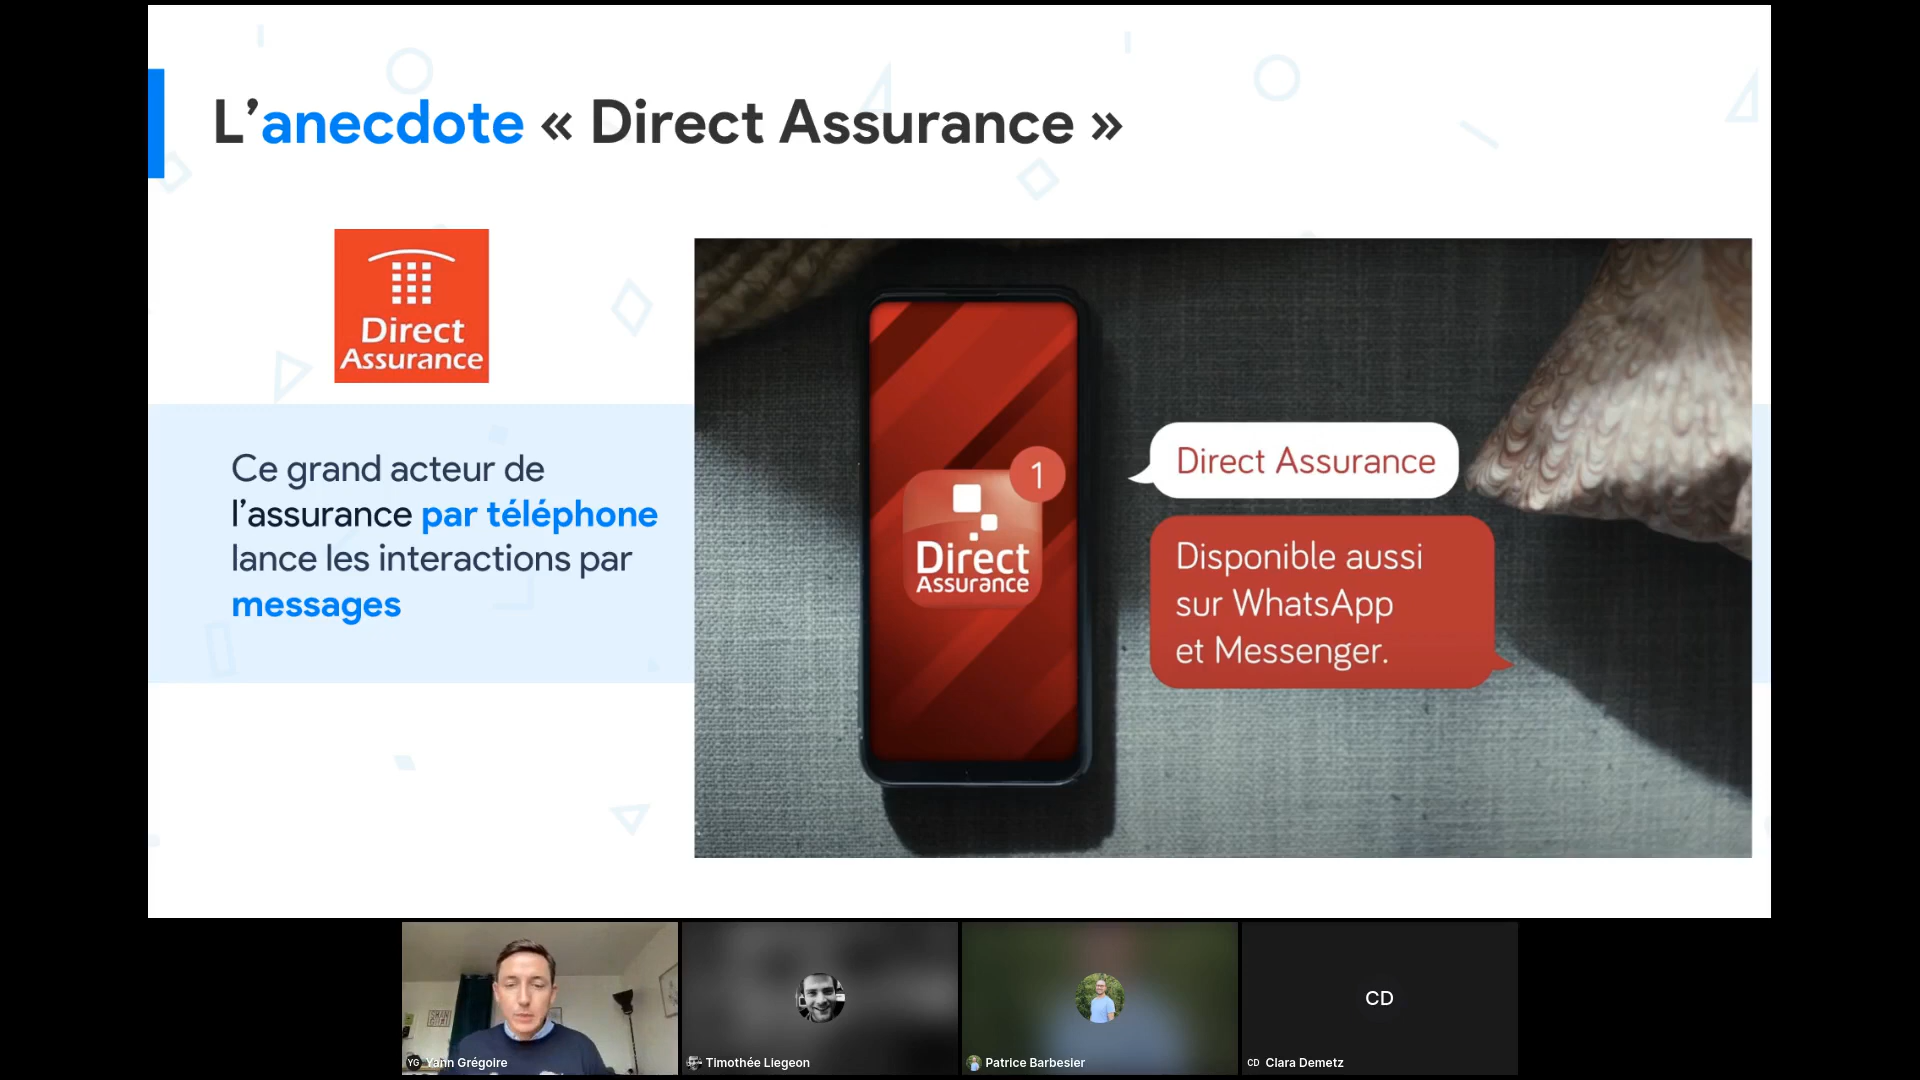 L’anecdote « Direct Assurance »
Direct
Assurance
Ce grand acteur de
l’assurance par téléphone
lance les interactions par
messages
1
Direct
Assurance
Direct Assurance
Disponible aussi
sur WhatsApp
et Messenger.
YG Yann Grégoire
Timothée Liegeon
Patrice Barbesier
CD
CD Clara Demetz